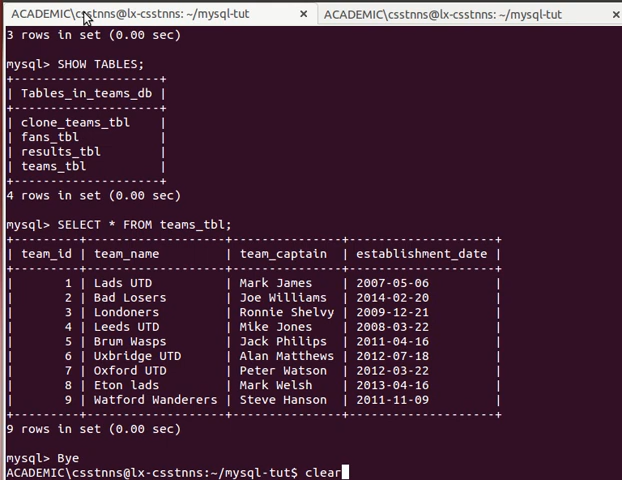 ACADEMIC\csstnns@lx-csstnns: ~/mysql-tut × ACADEMIC\csstnns@lx-csstnns: ~/mysql-tut ×
3 rows in set (0.00 sec)
mysql> SHOW TABLES;
+--------------------+
| Tables_in_teams_db |
+--------------------+
| clone_teams_tbl    |
| fans_tbl           |
| results_tbl        |
| teams_tbl          |
+--------------------+
4 rows in set (0.00 sec)
mysql> SELECT * FROM teams_tbl;
+---------+-------------------+---------------+--------------------+
| team_id | team_name         | team_captain  | establishment_date |
+---------+-------------------+---------------+--------------------+
|       1 | Lads UTD          | Mark James    | 2007-05-06         |
|       2 | Bad Losers        | Joe Williams  | 2014-02-20         |
|       3 | Londoners         | Ronnie Shelvy | 2009-12-21         |
|       4 | Leeds UTD         | Mike Jones    | 2008-03-22         |
|       5 | Brum Wasps        | Jack Philips  | 2011-04-16         |
|       6 | Uxbridge UTD      | Alan Matthews | 2012-07-18         |
|       7 | Oxford UTD        | Peter Watson  | 2012-03-22         |
|       8 | Eton lads         | Mark Welsh    | 2013-04-16         |
|       9 | Watford Wanderers | Steve Hanson  | 2011-11-09         |
+---------+-------------------+---------------+--------------------+
9 rows in set (0.00 sec)
mysql> Bye
ACADEMIC\csstnns@lx-csstnns:~/mysql-tut$ clear